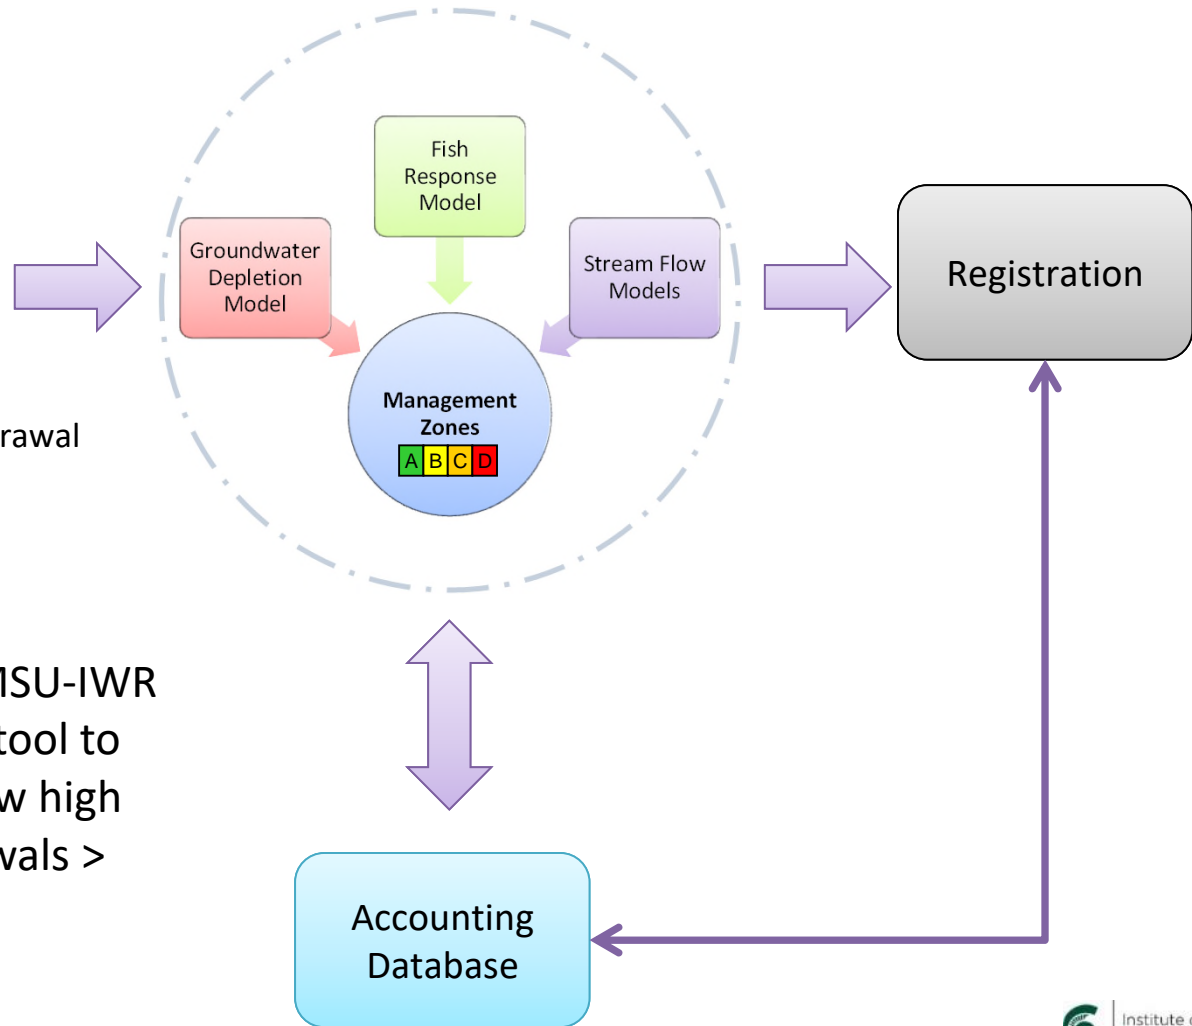 Fish
Response
Model
Groundwater
Depletion
Model
Stream Flow
Models
Registration
Management
Zones
A B C D
rawal
MSU-IWR
tool to
w high
wals >
Accounting
Database
Institute o